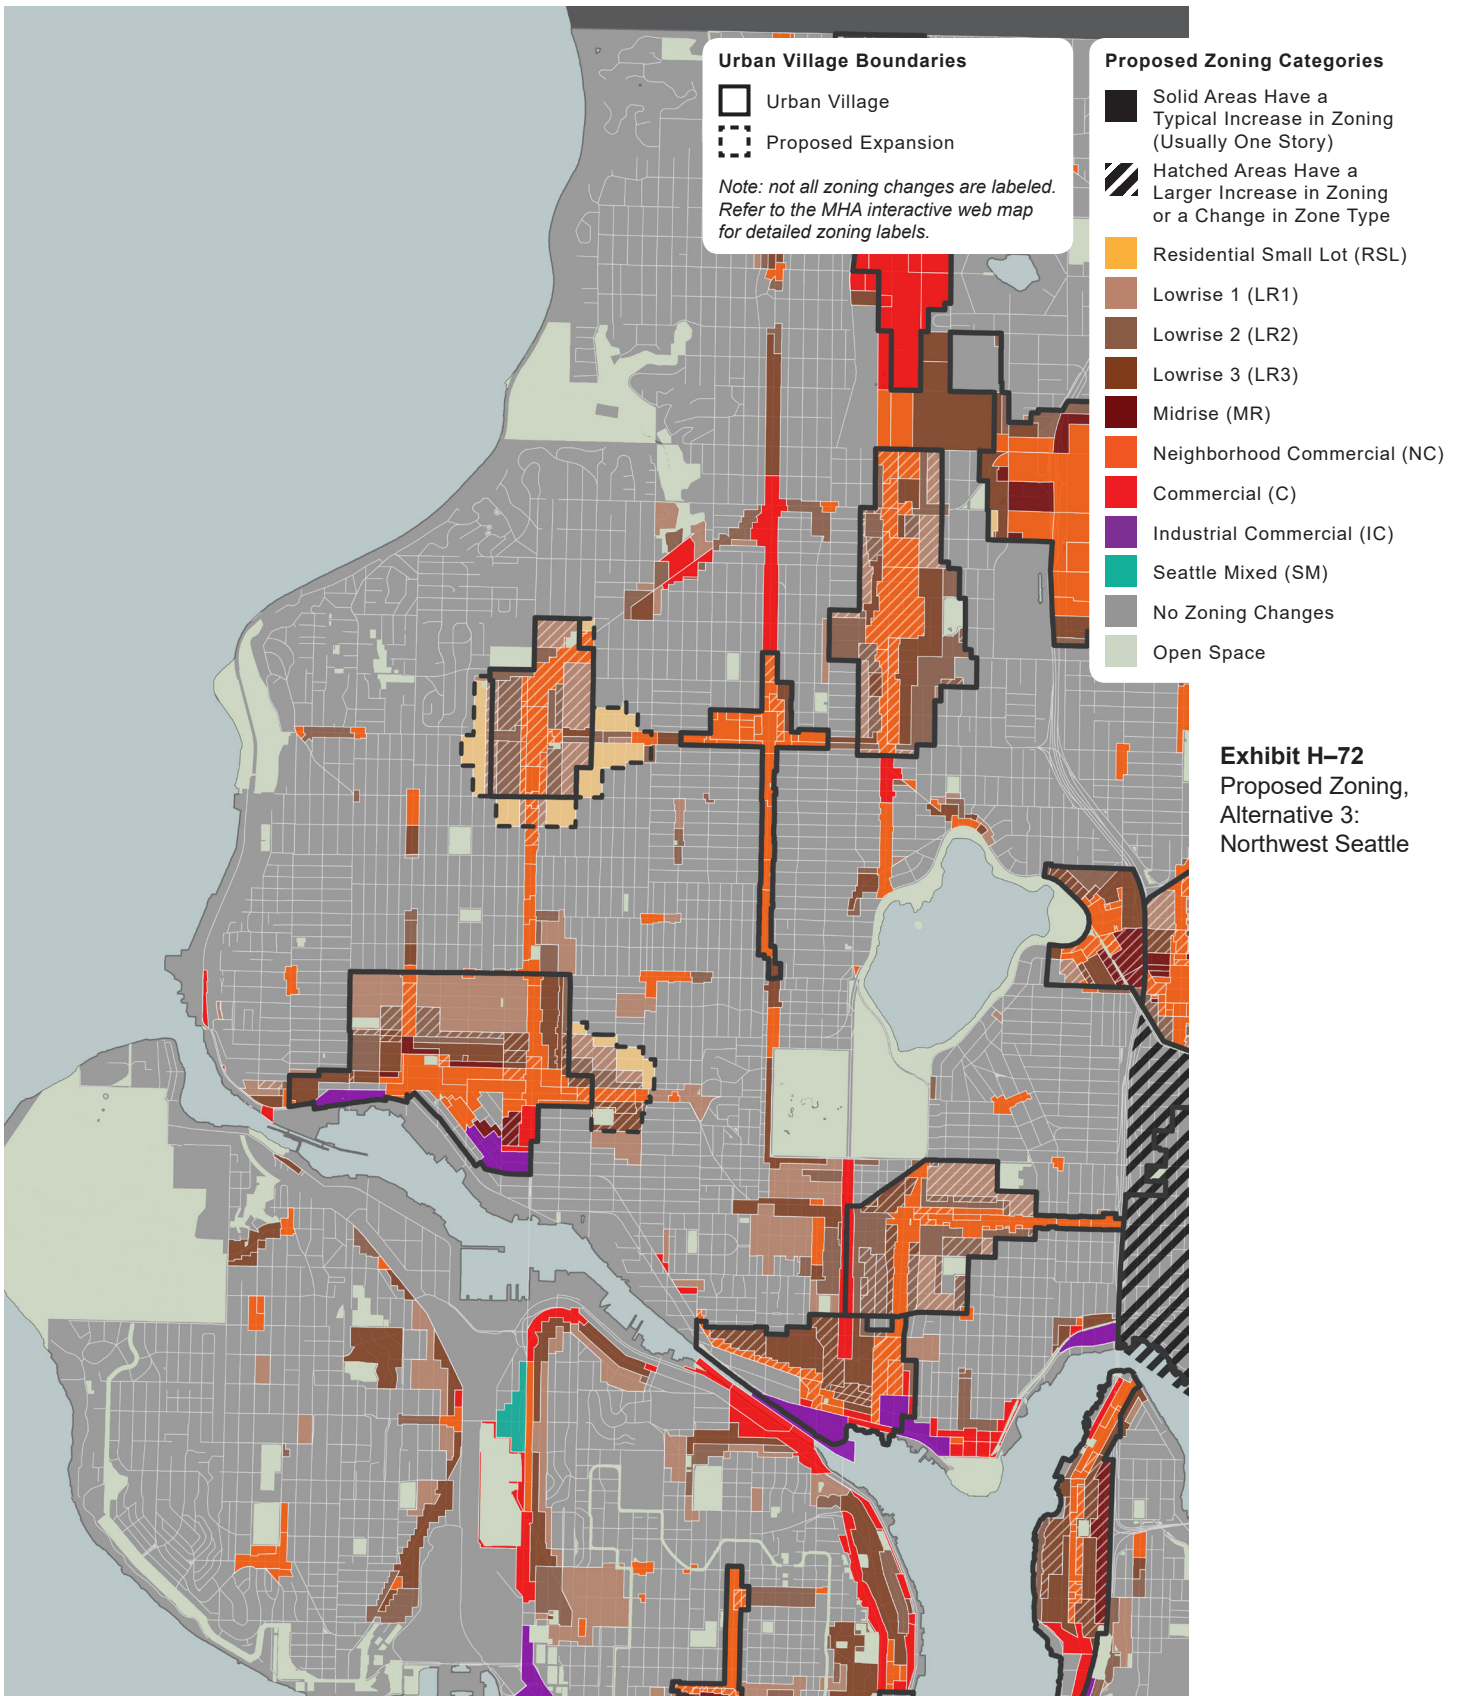 Urban Village Boundaries
Urban Village
Proposed Expansion
Note: not all zoning changes are labeled.
Refer to the MHA interactive web map
for detailed zoning labels.
Proposed Zoning Categories
Solid Areas Have a
Typical Increase in Zoning
(Usually One Story)
Hatched Areas Have a
Larger Increase in Zoning
or a Change in Zone Type
Residential Small Lot (RSL)
Lowrise 1 (LR1)
Lowrise 2 (LR2)
Lowrise 3 (LR3)
Midrise (MR)
Neighborhood Commercial (NC)
Commercial (C)
Industrial Commercial (IC)
Seattle Mixed (SM)
No Zoning Changes
Open Space
Exhibit H–72
Proposed Zoning,
Alternative 3:
Northwest Seattle